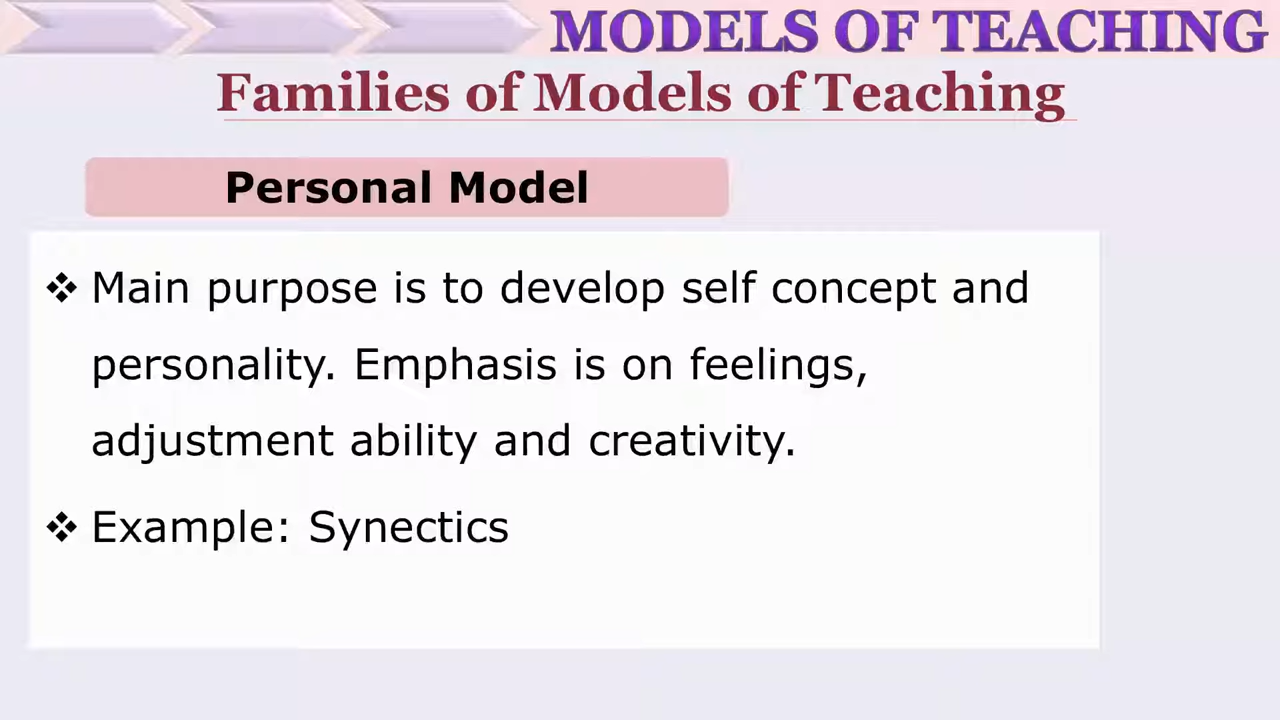 MODELS OF TEACHING
Families of Models of Teaching
Personal Model
❖ Main purpose is to develop self concept and
personality. Emphasis is on feelings,
adjustment ability and creativity.
❖ Example: Synectics